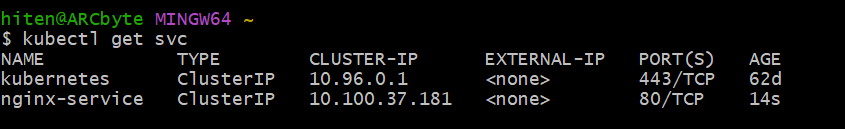 hiten@ARCbyte MINGW64 ~
$ kubectl get svc
NAME TYPE CLUSTER-IP EXTERNAL-IP PORT(S) AGE
kubernetes ClusterIP 10.96.0.1 <none> 443/TCP 62d
nginx-service ClusterIP 10.100.37.181 <none> 80/TCP 14s